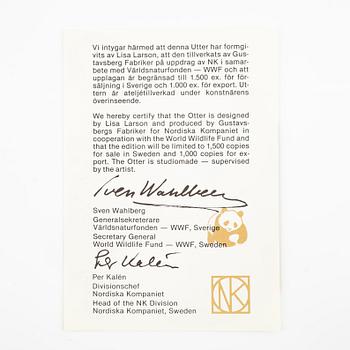 Vi intygar härmed att denna Utter har formgi-
vits av Lisa Larson, att den tillverkats av Gus-
tavsberg Fabriker på uppdrag av NK i samar-
bete med Världsnaturfonden — WWF och att
upplagan är begränsad till 1.500 ex. för för-
säljning i Sverige och 1.000 ex. för export. Ut-
tern är ateljétillverkad under konstnärens
överinseende.
We hereby certify that the Otter is designed
by Lisa Larson and produced by Gustavs-
bergs Fabriker for Nordiska Kompaniet in
cooperation with the World Wildlife Fund and
that the edition will be limited to 1,500 copies
for sale in Sweden and 1,000 copies for ex-
port. The Otter is studiomade — supervised
by the artist.
Sven Wahlberg
Sven Wahlberg
Generalsekreterare
Världsnaturfonden — WWF, Sverige
Secretary General
World Wildlife Fund — WWF, Sweden
Per Kalén
Per Kalén
Divisionschef
Nordiska Kompaniet
Head of the NK Division
Nordiska Kompaniet, Sweden
NK